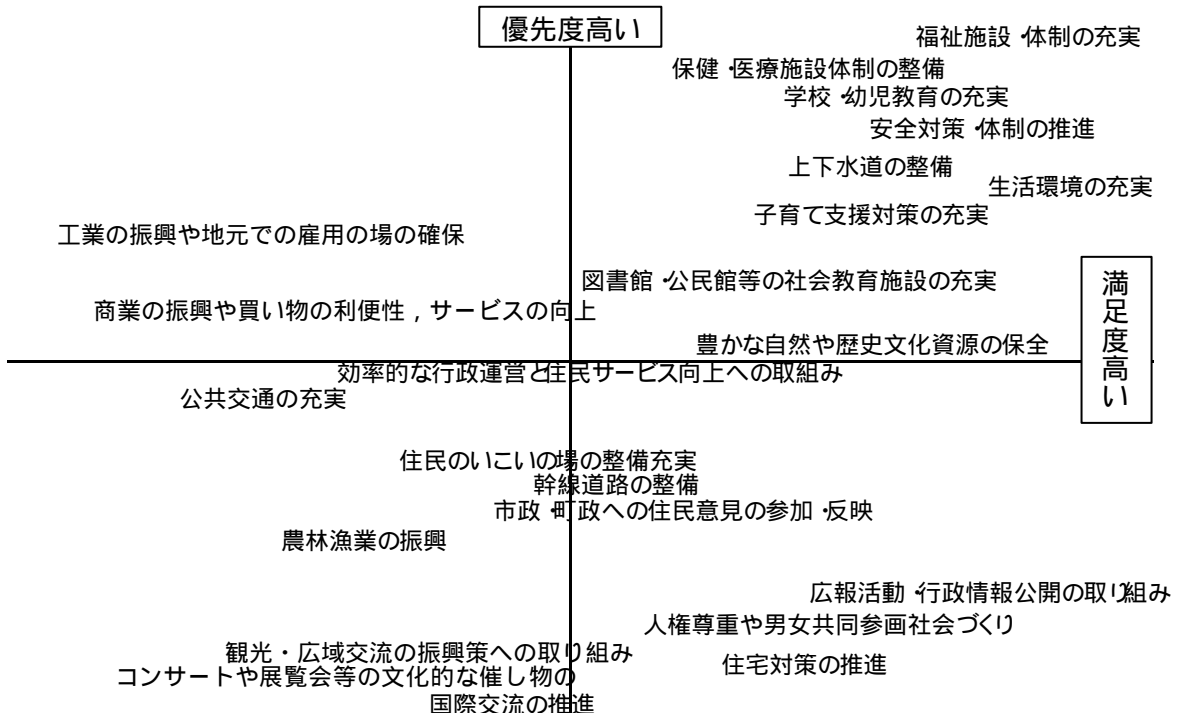 優先度高い
福祉施設・体制の充実
保健・医療施設体制の整備
学校・幼児教育の充実
安全対策・体制の推進
上下水道の整備
生活環境の充実
子育て支援対策の充実
工業の振興や地元での雇用の場の確保
図書館・公民館等の社会教育施設の充実
商業の振興や買い物の利便性，サービスの向上
満足度高い
豊かな自然や歴史文化資源の保全
効率的な行政運営と住民サービス向上への取組み
公共交通の充実
住民のいこいの場の整備充実
幹線道路の整備
市政・町政への住民意見の参加・反映
農林漁業の振興
広報活動・行政情報公開の取り組み
人権尊重や男女共同参画社会づくり
観光・広域交流の振興策への取り組み
住宅対策の推進
コンサートや展覧会等の文化的な催し物の
国際交流の推進